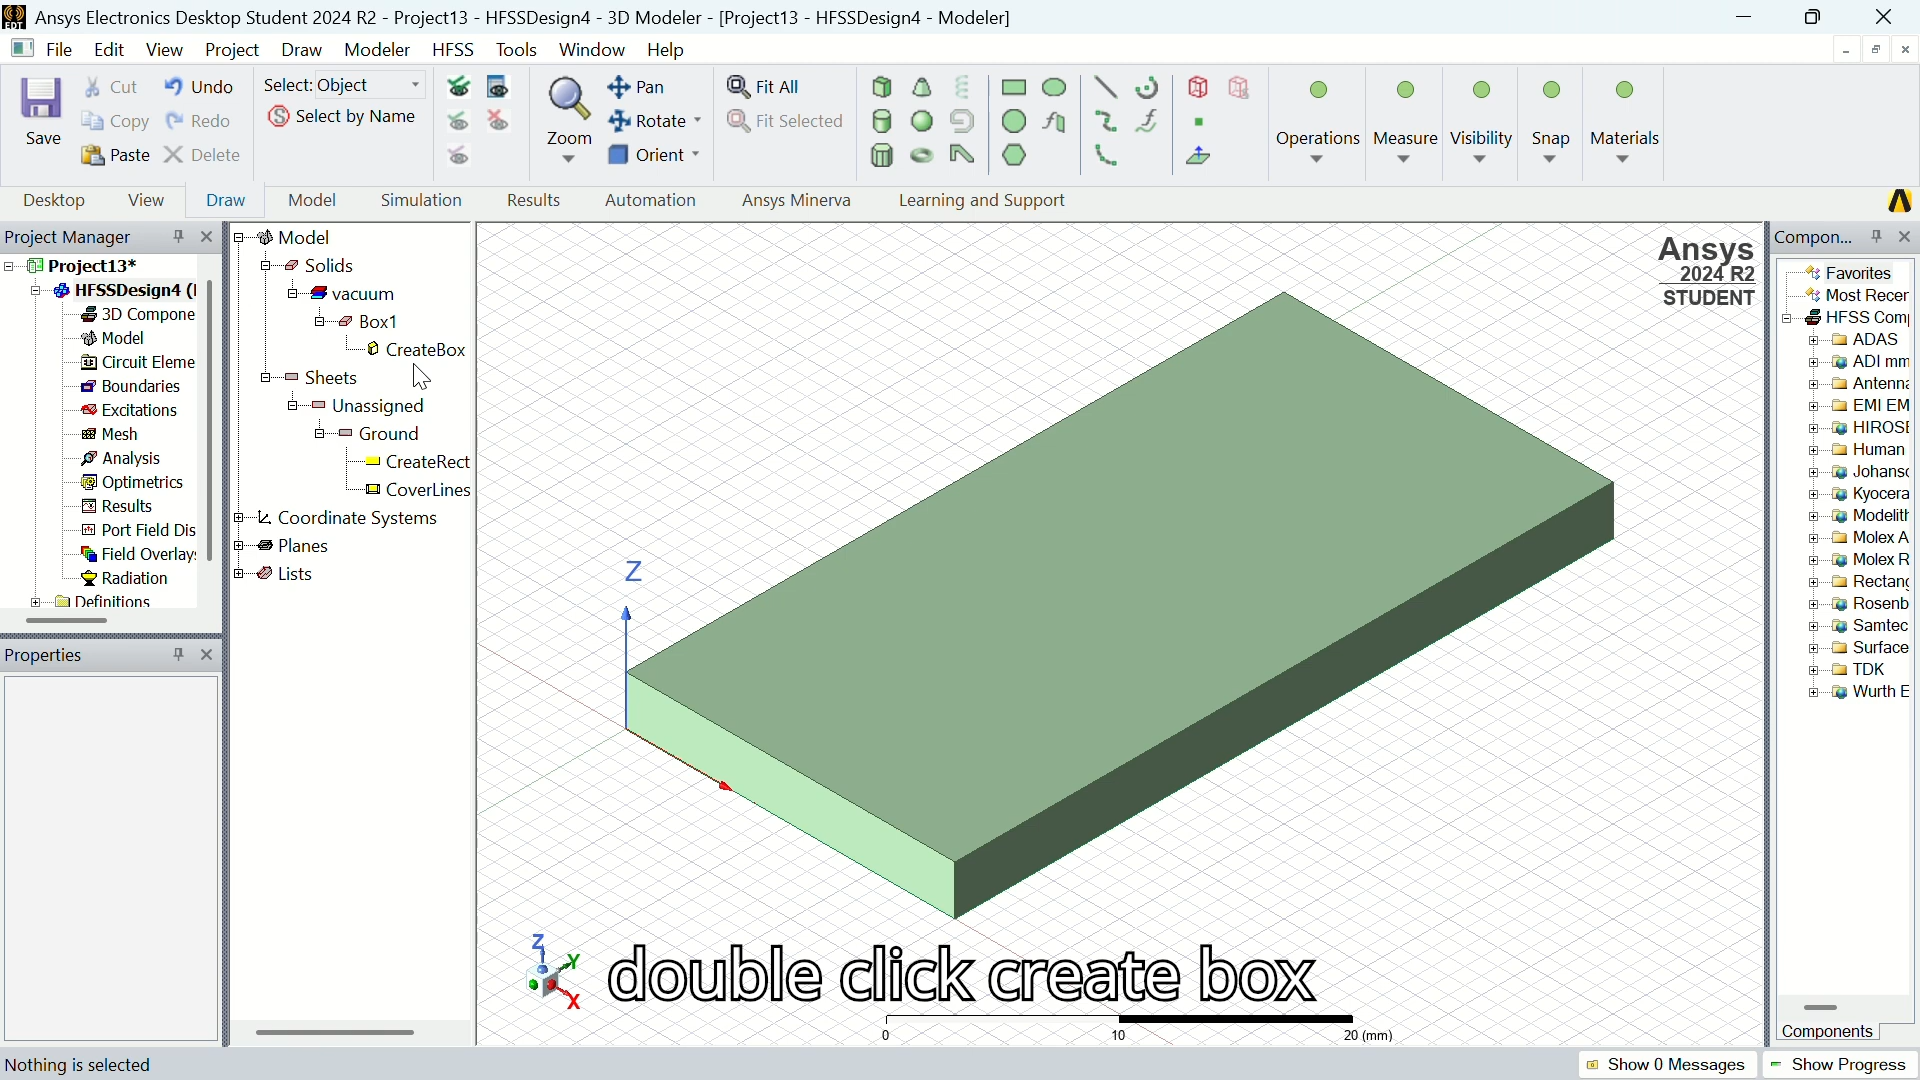 Ansys Electronics Desktop Student 2024 R2 - Project13 - HFSSDesign4 - 3D Modeler - [Project13 - HFSSDesign4 - Modeler]
File Edit View Project Draw Modeler HFSS Tools Window Help
Save
Cut
Copy
Paste
Undo
Redo
Delete
Select: Object
Select by Name
Zoom
Pan
Rotate
Orient
Fit All
Fit Selected
Operations
Measure
Visibility
Snap
Materials
Desktop View Draw Model Simulation Results Automation Ansys Minerva Learning and Support
Project Manager
Project13*
HFSSDesign4 (
3D Compone
Model
Circuit Eleme
Boundaries
Excitations
Mesh
Analysis
Optimetrics
Results
Port Field Dis
Field Overlay
Radiation
Definitions
Properties
Model
Solids
vacuum
Box1
CreateBox
Sheets
Unassigned
Ground
CreateRect
CoverLines
Coordinate Systems
Planes
Lists
Ansys
2024 R2
STUDENT
Z
Z
Y
X
double click create box
0 10 20 (mm)
Compon...
Favorites
Most Recer
HFSS Com
ADAS
ADI mm
Antenna
EMI EM
HIROSE
Human
Johanso
Kyocera
Modelith
Molex A
Molex R
Rectang
Rosenb
Samtec
Surface
TDK
Wurth E
Components
Nothing is selected
Show 0 Messages
Show Progress